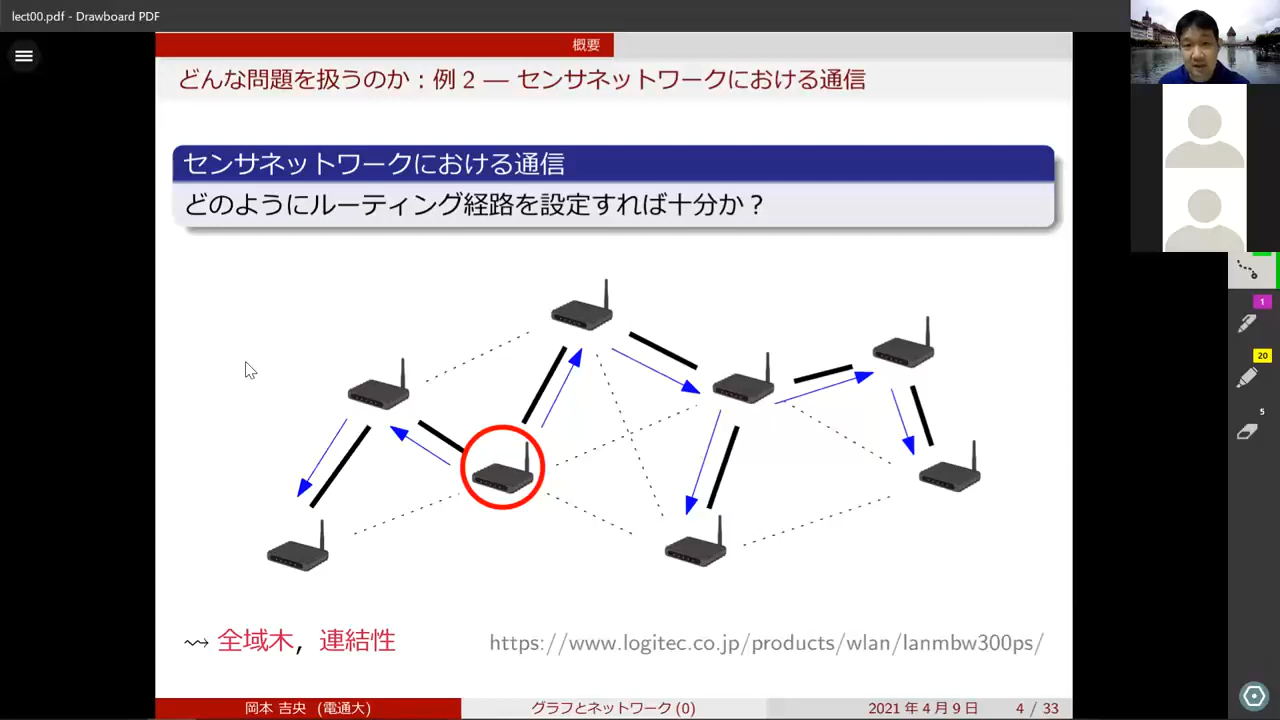 lect00.pdf - Drawboard PDF
概要
どんな問題を扱うのか：例 2 — センサネットワークにおける通信
センサネットワークにおける通信
どのようにルーティング経路を設定すれば十分か？
1
20
5
⇝ 全域木，連結性
https://www.logitec.co.jp/products/wlan/lanmbw300ps/
岡本 吉央 (電通大)
グラフとネットワーク (0)
2021 年 4 月 9 日
4 / 33